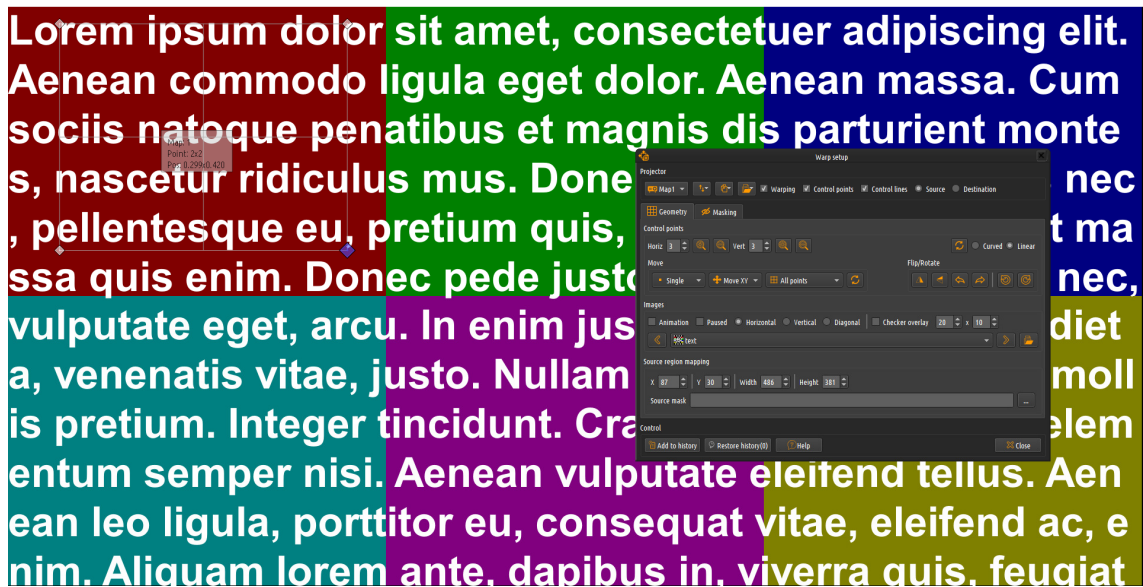 Lorem ipsum dolor sit amet, consectetuer adipiscing elit.
Aenean commodo ligula eget dolor. Aenean massa. Cum
sociis natoque penatibus et magnis dis parturient monte
s, nascetur ridiculus mus. Done
nec
, pellentesque eu, pretium quis,
t ma
ssa quis enim. Donec pede justo
nec,
vulputate eget, arcu. In enim jus
diet
a, venenatis vitae, justo. Nullam
moll
is pretium. Integer tincidunt. Cra
elem
entum semper nisi. Aenean vulputate eleifend tellus. Aen
ean leo ligula, porttitor eu, consequat vitae, eleifend ac, e
nim. Aliquam lorem ante, dapibus in, viverra quis, feugiat
Point: 2x2
Pos: 0.299x0.420
Warp setup
Projector
Map1 Warping Control points Control lines Source Destination
Geometry Masking
Control points
Horiz 3 Vert 3 Curved Linear
Move Flip/Rotate
Single Move XY All points
Images
Animation Paused Horizontal Vertical Diagonal Checker overlay 20 x 10
text
Source region mapping
X 87 Y 30 Width 486 Height 381
Source mask ...
Control
Add to history Restore history(0) Help Close